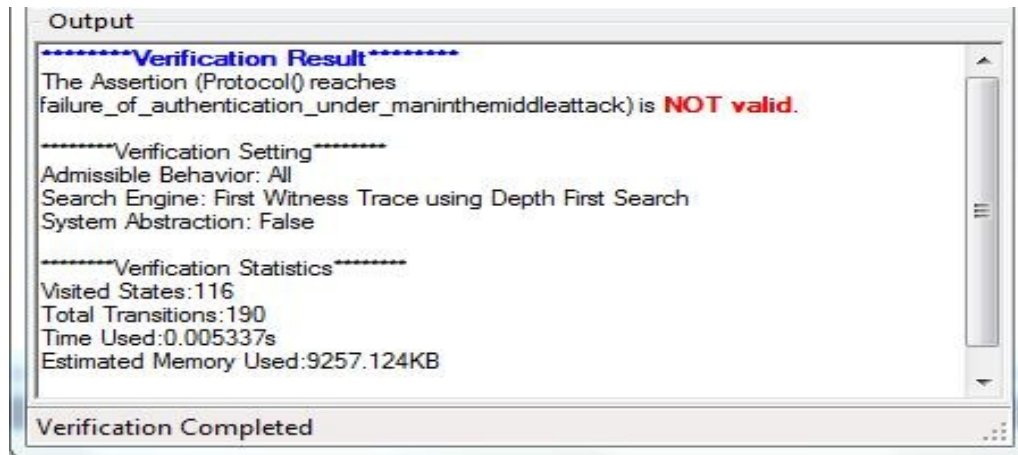 Output
********Verification Result********
The Assertion (Protocol() reaches
failure_of_authentication_under_maninthemiddleattack) is NOT valid.
********Verification Setting********
Admissible Behavior: All
Search Engine: First Witness Trace using Depth First Search
System Abstraction: False
********Verification Statistics********
Visited States:116
Total Transitions:190
Time Used:0.005337s
Estimated Memory Used:9257.124KB
Verification Completed